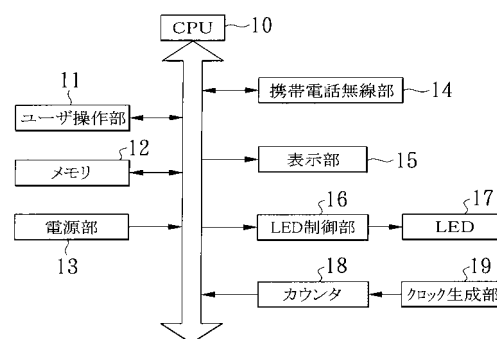 CPU
10
11
ユーザ操作部
携帯電話無線部
14
12
メモリ
表示部
15
16
17
電源部
13
LED制御部
LED
18
19
カウンタ
クロック生成部